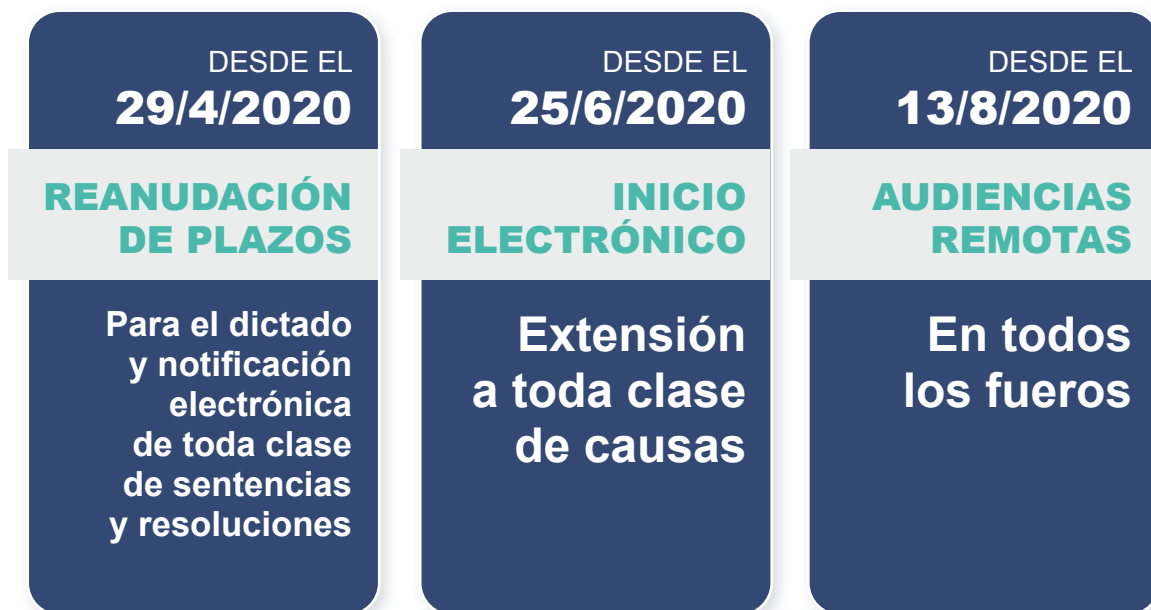 DESDE EL
29/4/2020
REANUDACIÓN
DE PLAZOS
Para el dictado
y notificación
electrónica
de toda clase
de sentencias
y resoluciones
DESDE EL
25/6/2020
INICIO
ELECTRÓNICO
Extensión
a toda clase
de causas
DESDE EL
13/8/2020
AUDIENCIAS
REMOTAS
En todos
los fueros